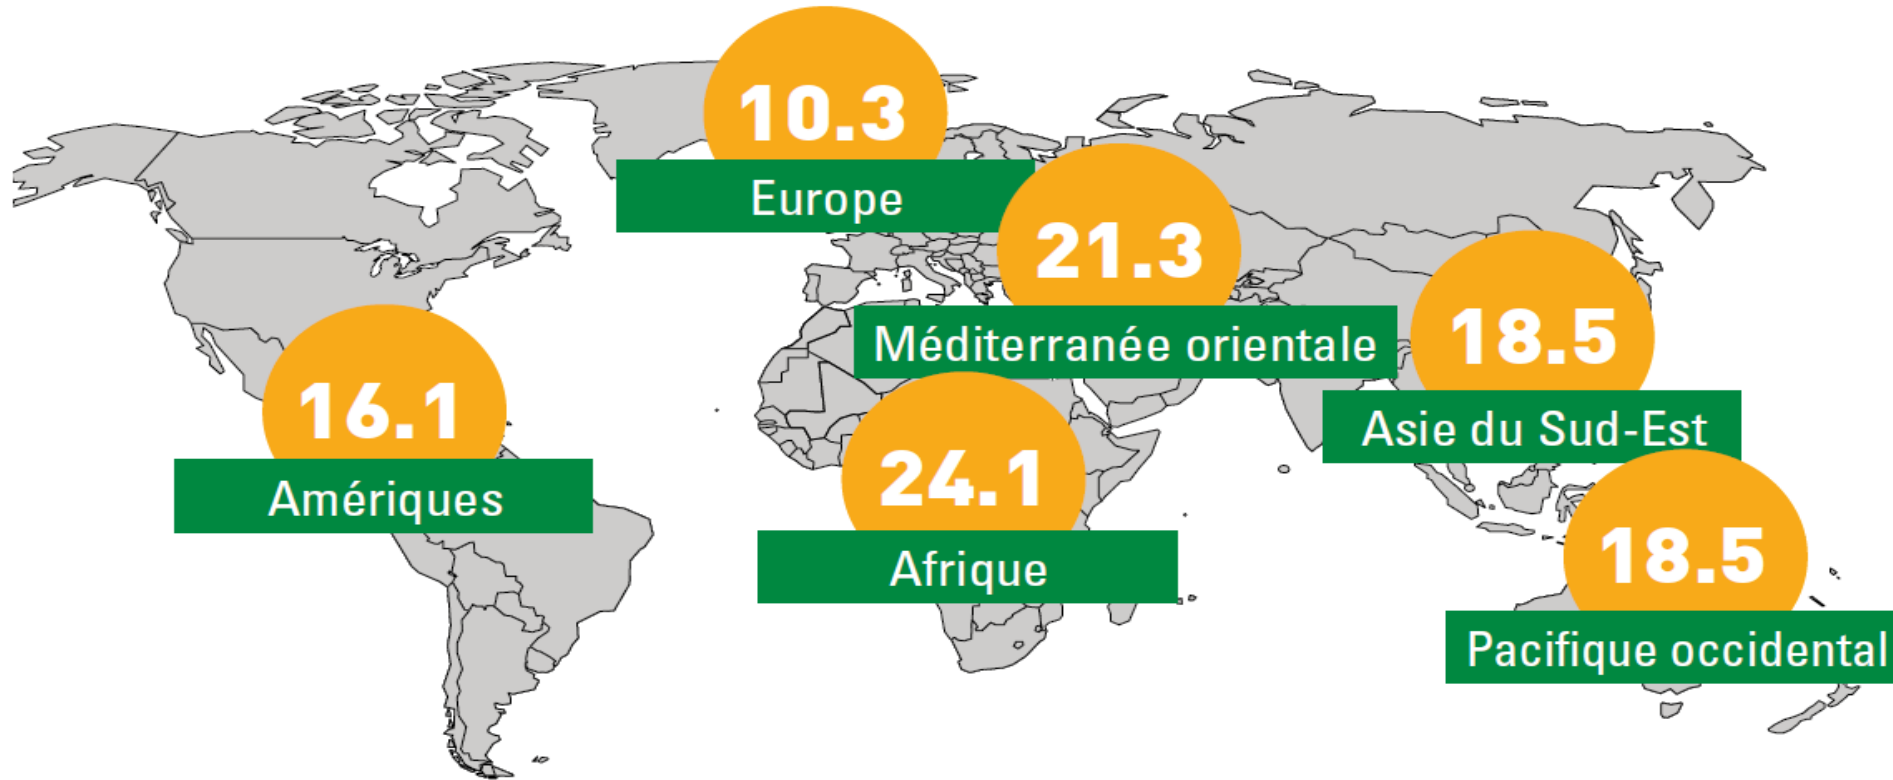 10.3
Europe
21.3
Méditerranée orientale
18.5
Asie du Sud-Est
16.1
Amériques
24.1
Afrique
18.5
Pacifique occidental